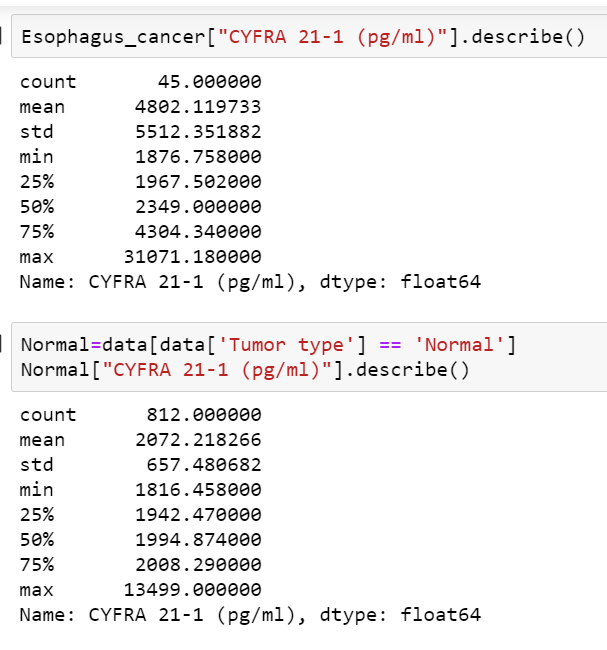 Esophagus_cancer["CYFRA 21-1 (pg/ml)"].describe()
count 45.000000
mean 4802.119733
std 5512.351882
min 1876.758000
25% 1967.502000
50% 2349.000000
75% 4304.340000
max 31071.180000
Name: CYFRA 21-1 (pg/ml), dtype: float64
Normal=data[data['Tumor type'] == 'Normal']
Normal["CYFRA 21-1 (pg/ml)"].describe()
count 812.000000
mean 2072.218266
std 657.480682
min 1816.458000
25% 1942.470000
50% 1994.874000
75% 2008.290000
max 13499.000000
Name: CYFRA 21-1 (pg/ml), dtype: float64